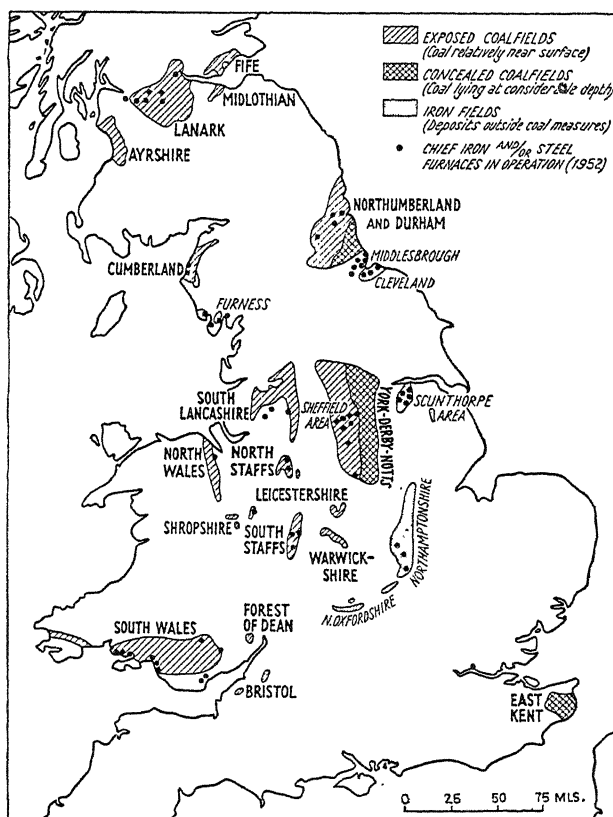 EXPOSED COALFIELDS
(Coal relatively near surface)
CONCEALED COALFIELDS
(Coal lying at considerable depth)
IRON FIELDS
(Deposits outside coal measures)
CHIEF IRON AND/OR STEEL
FURNACES IN OPERATION (1952)
FIFE
MIDLOTHIAN
LANARK
AYRSHIRE
NORTHUMBERLAND
AND DURHAM
MIDDLESBROUGH
CLEVELAND
CUMBERLAND
FURNESS
SOUTH
LANCASHIRE
SHEFFIELD
AREA
YORK-DERBY-NOTTS
SCUNTHORPE
AREA
NORTH
WALES
NORTH
STAFFS
LEICESTERSHIRE
SHROPSHIRE
SOUTH
STAFFS
WARWICK-
SHIRE
NORTHAMPTONSHIRE
N.OXFORDSHIRE
SOUTH WALES
FOREST
OF DEAN
BRISTOL
EAST
KENT
0 25 50 75 MLS.